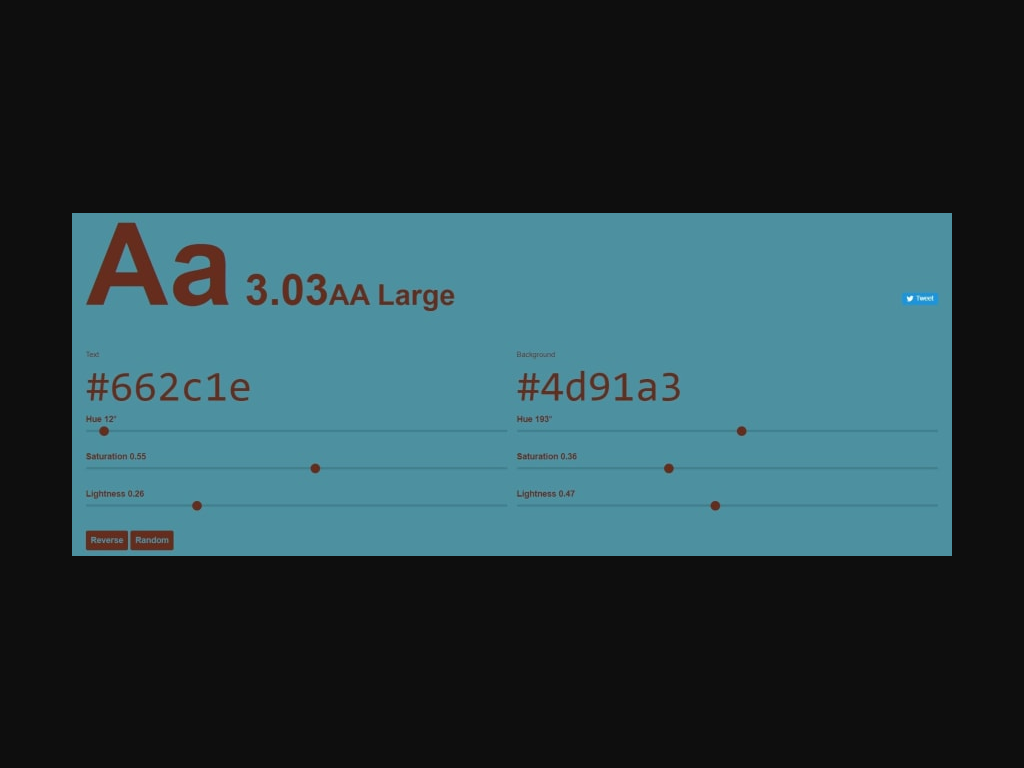 Aa 3.03AA Large
Tweet
Text
Background
#662c1e
#4d91a3
Hue 12°
Hue 193°
Saturation 0.55
Saturation 0.36
Lightness 0.26
Lightness 0.47
Reverse Random